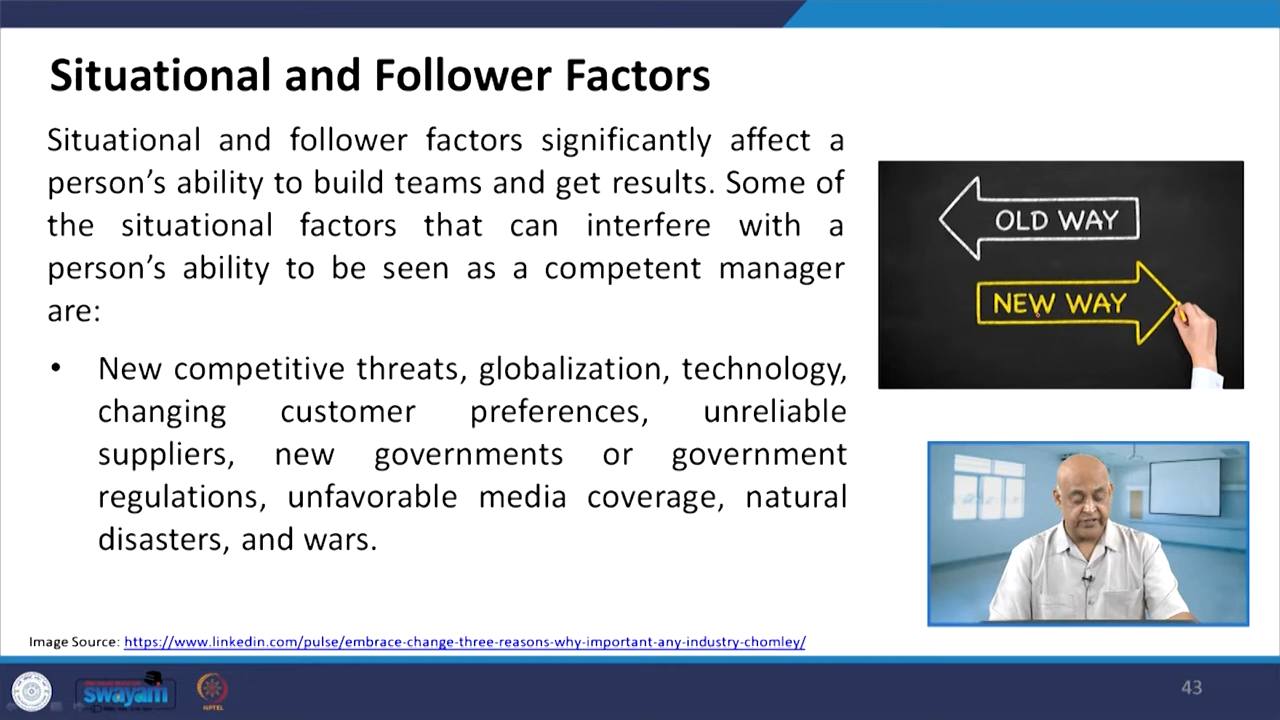 Situational and Follower Factors
Situational and follower factors significantly affect a
person's ability to build teams and get results. Some of
the situational factors that can interfere with a
person's ability to be seen as a competent manager
are:
• New competitive threats, globalization, technology,
changing customer preferences, unreliable
suppliers, new governments or government
regulations, unfavorable media coverage, natural
disasters, and wars.
OLD WAY
NEW WAY
Image Source: https://www.linkedin.com/pulse/embrace-change-three-reasons-why-important-any-industry-chomley/
swayam
NPTEL
43